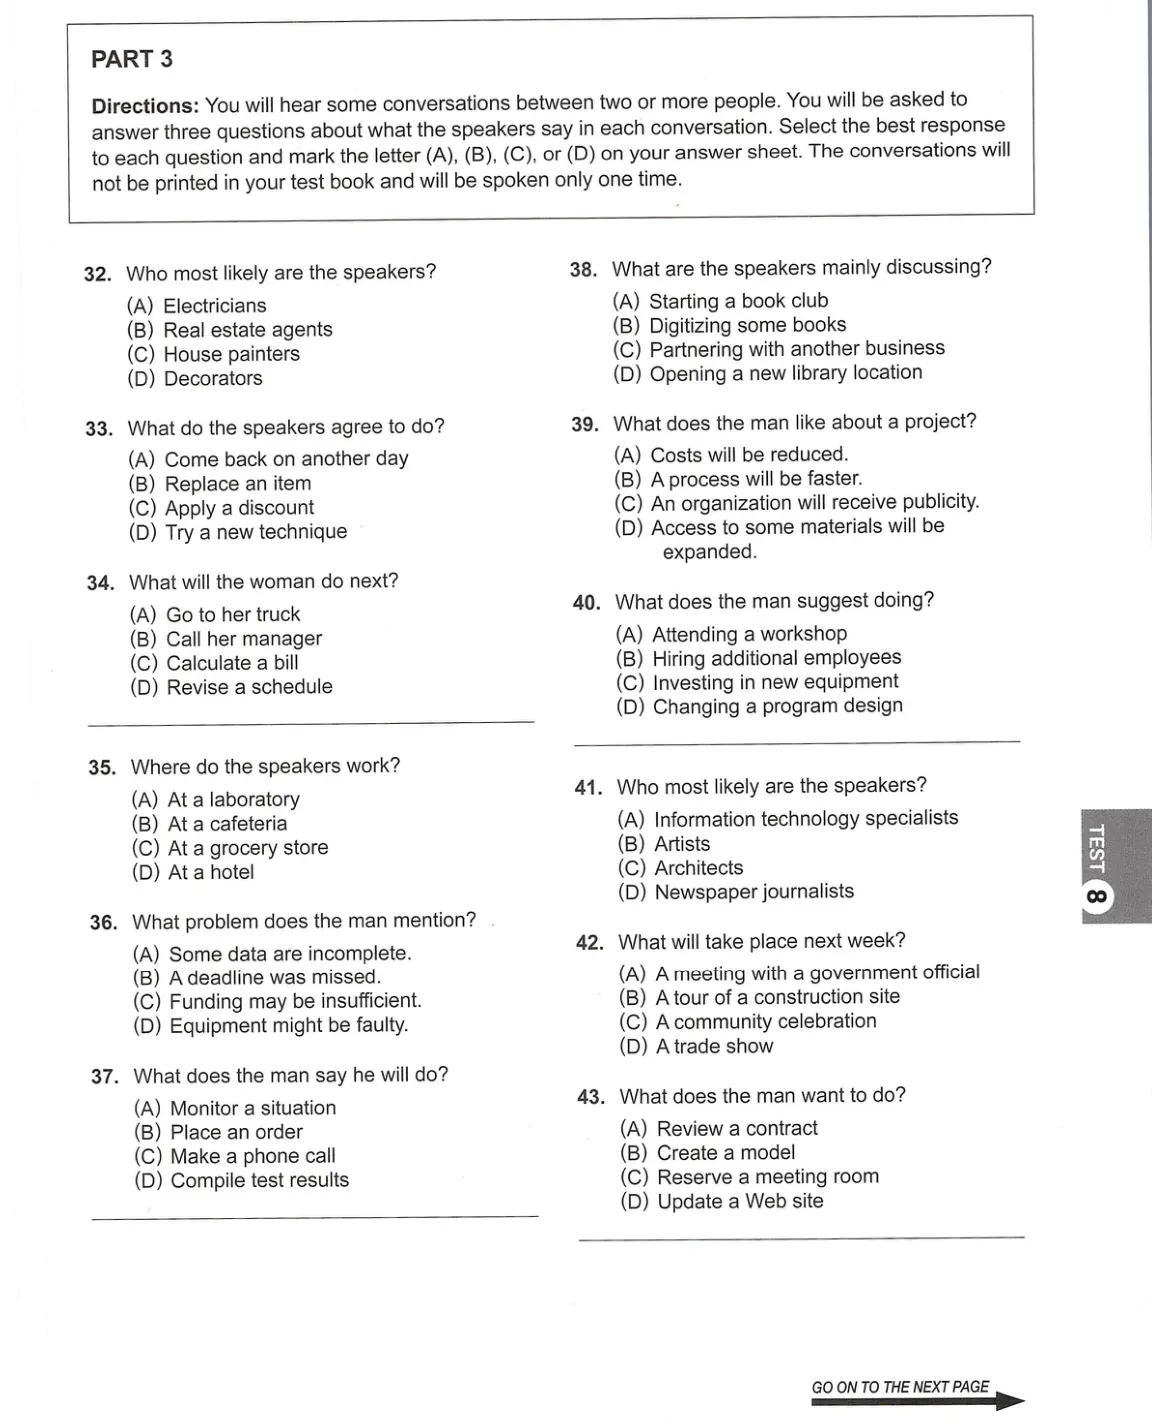 PART 3
Directions: You will hear some conversations between two or more people. You will be asked to
answer three questions about what the speakers say in each conversation. Select the best response
to each question and mark the letter (A), (B), (C), or (D) on your answer sheet. The conversations will
not be printed in your test book and will be spoken only one time.
32. Who most likely are the speakers?
(A) Electricians
(B) Real estate agents
(C) House painters
(D) Decorators
33. What do the speakers agree to do?
(A) Come back on another day
(B) Replace an item
(C) Apply a discount
(D) Try a new technique
34. What will the woman do next?
(A) Go to her truck
(B) Call her manager
(C) Calculate a bill
(D) Revise a schedule
35. Where do the speakers work?
(A) At a laboratory
(B) At a cafeteria
(C) At a grocery store
(D) At a hotel
36. What problem does the man mention?
(A) Some data are incomplete.
(B) A deadline was missed.
(C) Funding may be insufficient.
(D) Equipment might be faulty.
37. What does the man say he will do?
(A) Monitor a situation
(B) Place an order
(C) Make a phone call
(D) Compile test results
38. What are the speakers mainly discussing?
(A) Starting a book club
(B) Digitizing some books
(C) Partnering with another business
(D) Opening a new library location
39. What does the man like about a project?
(A) Costs will be reduced.
(B) A process will be faster.
(C) An organization will receive publicity.
(D) Access to some materials will be
expanded.
40. What does the man suggest doing?
(A) Attending a workshop
(B) Hiring additional employees
(C) Investing in new equipment
(D) Changing a program design
41. Who most likely are the speakers?
(A) Information technology specialists
(B) Artists
(C) Architects
(D) Newspaper journalists
42. What will take place next week?
(A) A meeting with a government official
(B) A tour of a construction site
(C) A community celebration
(D) A trade show
43. What does the man want to do?
(A) Review a contract
(B) Create a model
(C) Reserve a meeting room
(D) Update a Web site
TEST 8
GO ON TO THE NEXT PAGE